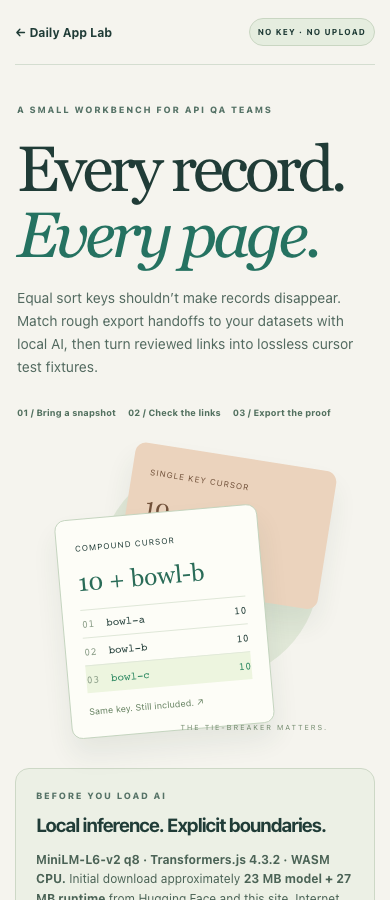 ← Daily App Lab
NO KEY · NO UPLOAD
A SMALL WORKBENCH FOR API QA TEAMS
Every record.
Every page.
Equal sort keys shouldn’t make records disappear.
Match rough export handoffs to your datasets with
local AI, then turn reviewed links into lossless cursor
test fixtures.
01 / Bring a snapshot
02 / Check the links
03 / Export the proof
SINGLE KEY CURSOR
10
COMPOUND CURSOR
10 + bowl-b
01 bowl-a 10
02 bowl-b 10
03 bowl-c 10
Same key. Still included. ↗
THE TIE-BREAKER MATTERS.
BEFORE YOU LOAD AI
Local inference. Explicit boundaries.
MiniLM-L6-v2 q8 · Transformers.js 4.3.2 · WASM
CPU. Initial download approximately 23 MB model + 27
MB runtime from Hugging Face and this site. Internet